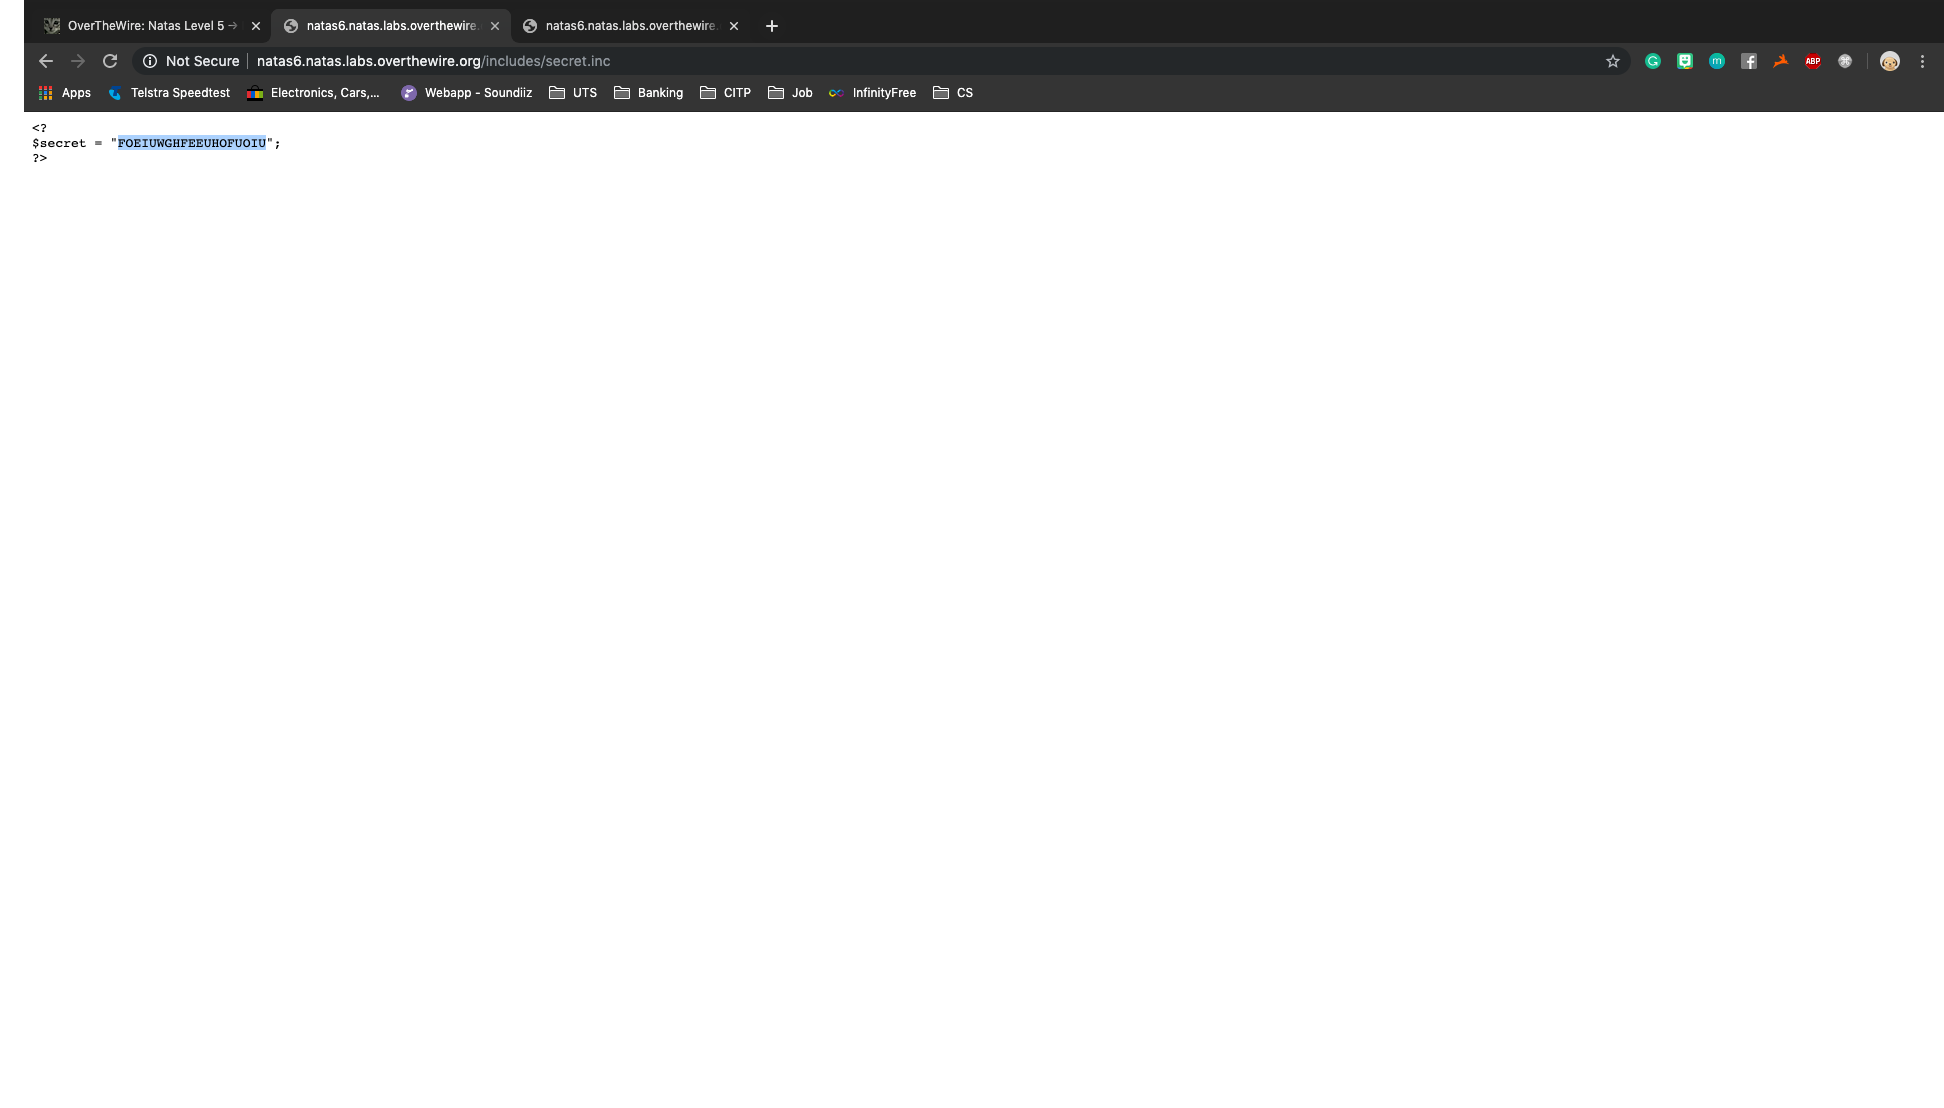 OverTheWire: Natas Level 5 →
natas6.natas.labs.overthewire.
natas6.natas.labs.overthewire.
Not Secure | natas6.natas.labs.overthewire.org/includes/secret.inc
ABP
Apps Telstra Speedtest Electronics, Cars,... Webapp - Soundiiz UTS Banking CITP Job InfinityFree CS
<?
$secret = "FOEIUWGHFEEUHOFUOIU";
?>